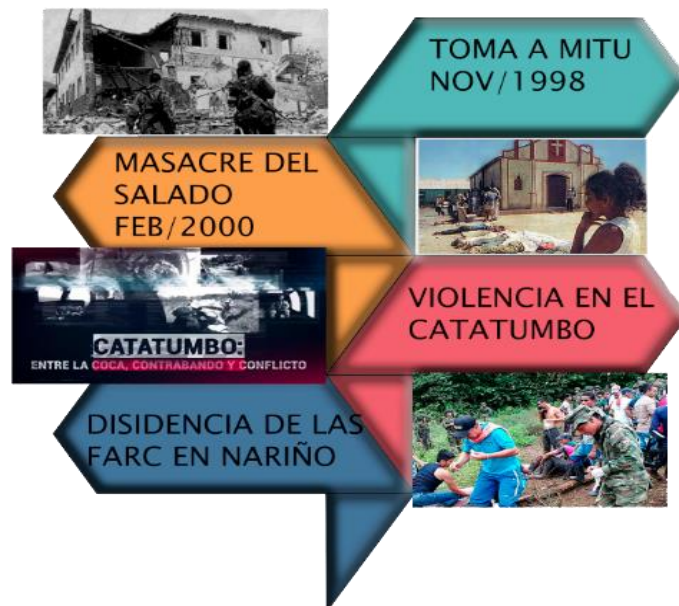 TOMA A MITU
NOV/1998
MASACRE DEL
SALADO
FEB/2000
VIOLENCIA EN EL
CATATUMBO
CATATUMBO:
ENTRE LA COCA, CONTRABANDO Y CONFLICTO
DISIDENCIA DE LAS
FARC EN NARIÑO